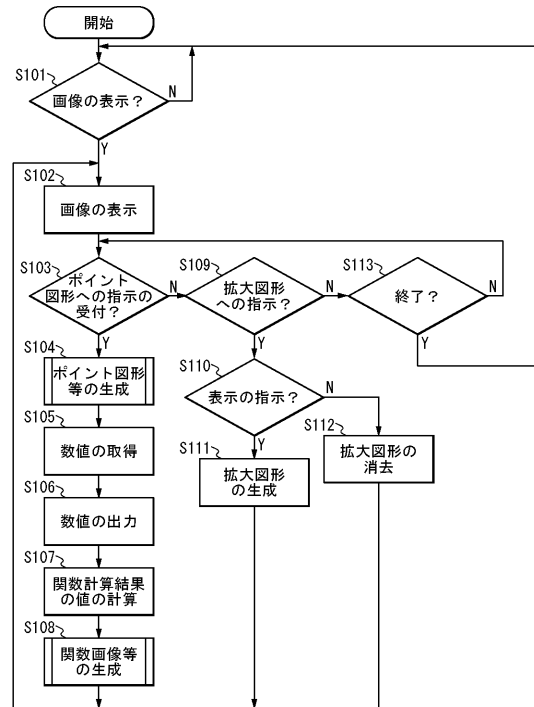 開始
S101
画像の表示？
N
Y
S102
画像の表示
S103
ポイント
図形への指示の
受付？
N
Y
S109
拡大図形
への指示？
N
Y
S113
終了？
N
Y
S104
ポイント図形
等の生成
S110
表示の指示？
N
Y
S105
数値の取得
S111
拡大図形
の生成
S112
拡大図形の
消去
S106
数値の出力
S107
関数計算結果
の値の計算
S108
関数画像等
の生成